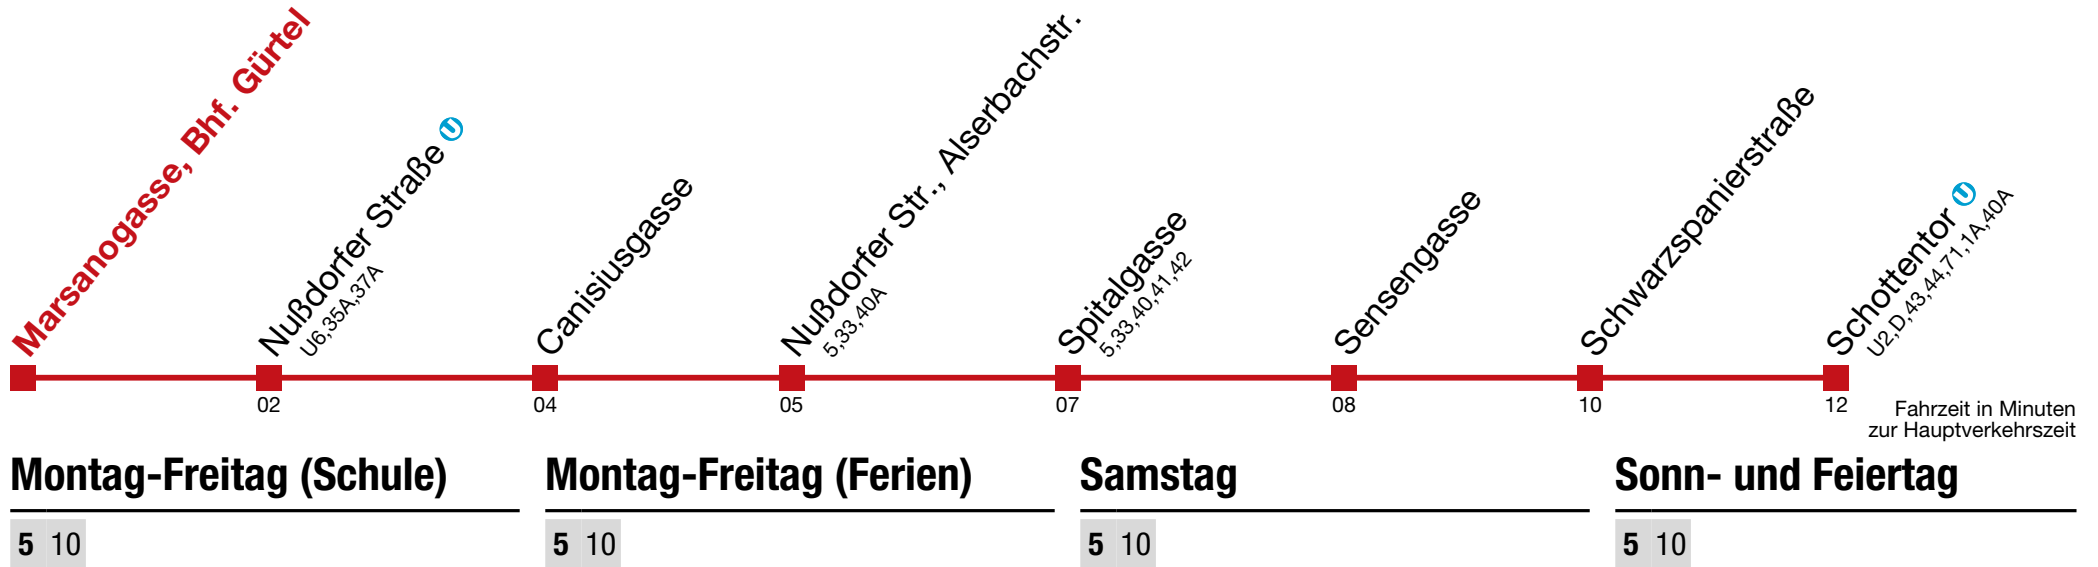 Marsanogasse, Bhf. Gürtel
Nußdorfer Straße U
U6,35A,37A
Canisiusgasse
Nußdorfer Str., Alserbachstr.
5,33,40A
Spitalgasse
5,33,40,41,42
Sensengasse
Schwarzspanierstraße
Schottentor U
U2,D,43,44,71,1A,40A
02 04 05 07 08 10 12
Fahrzeit in Minuten
zur Hauptverkehrszeit
Montag-Freitag (Schule)
5 10
Montag-Freitag (Ferien)
5 10
Samstag
5 10
Sonn- und Feiertag
5 10